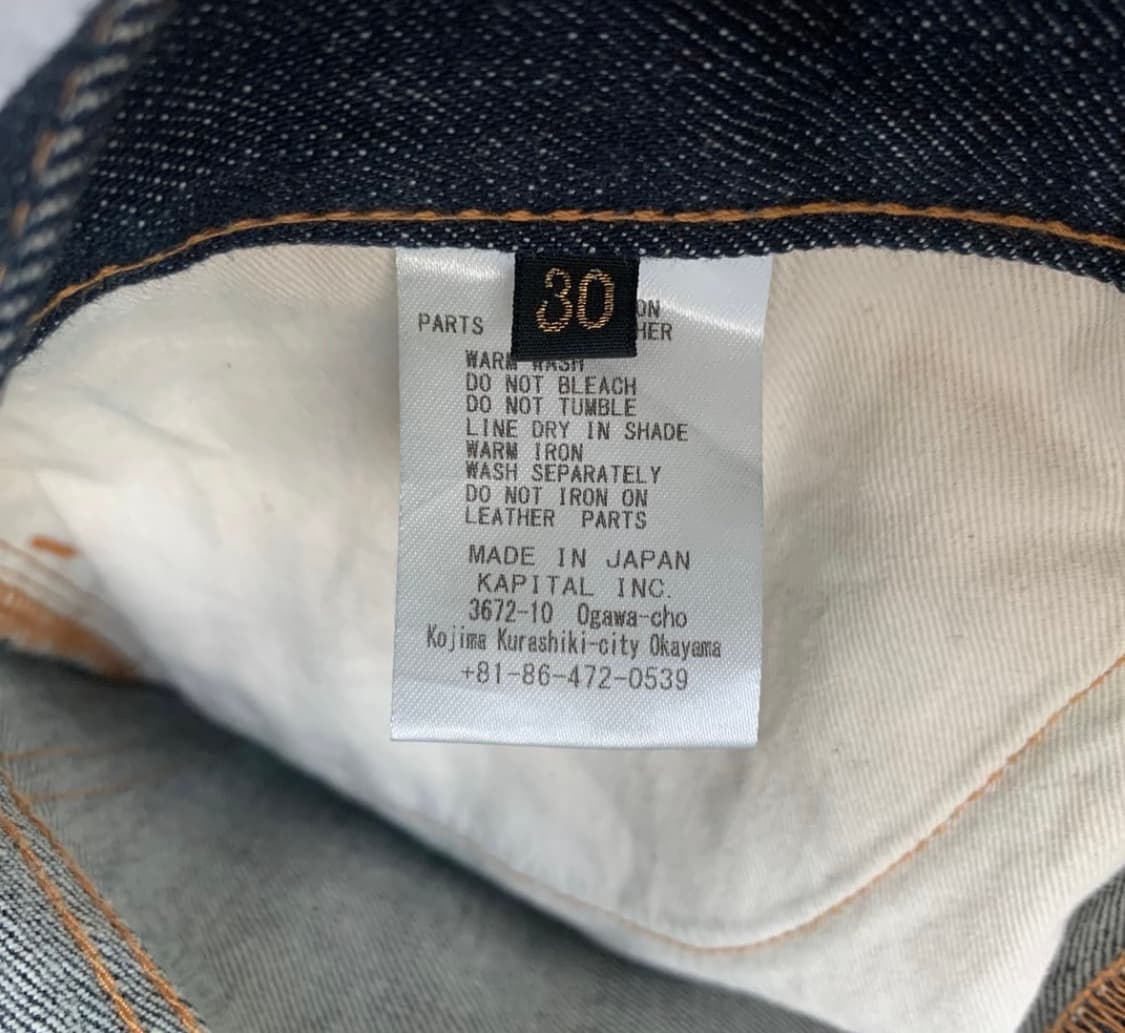 30
PARTS
WARM WASH
DO NOT BLEACH
DO NOT TUMBLE
LINE DRY IN SHADE
WARM IRON
WASH SEPARATELY
DO NOT IRON ON
LEATHER PARTS
MADE IN JAPAN
KAPITAL INC.
3672-10 Ogawa-cho
Kojima Kurashiki-city Okayama
+81-86-472-0539